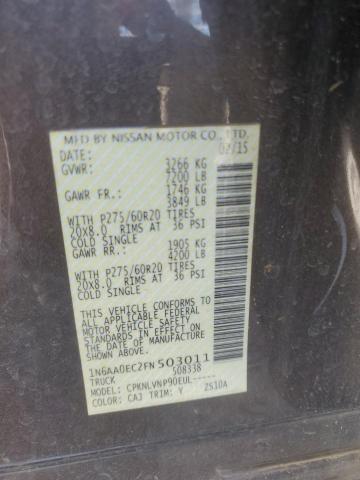 MFD BY NISSAN MOTOR CO., LTD.
DATE: 02/15
GVWR: 3266 KG
7200 LB
GAWR FR.: 1746 KG
3849 LB
WITH P275/60R20 TIRES
20X8.0 RIMS AT 36 PSI
COLD SINGLE
GAWR RR.: 1905 KG
4200 LB
WITH P275/60R20 TIRES
20X8.0 RIMS AT 36 PSI
COLD SINGLE
THIS VEHICLE CONFORMS TO
ALL APPLICABLE FEDERAL
MOTOR VEHICLE SAFETY
STANDARDS IN EFFECT ON
THE DATE OF MANUFACTURE
SHOWN ABOVE.
1N6AA0EC2FN503011
TRUCK 508338
MODEL: CPKNLVNP90EUL-----
COLOR: CAJ TRIM: Y 2S10A